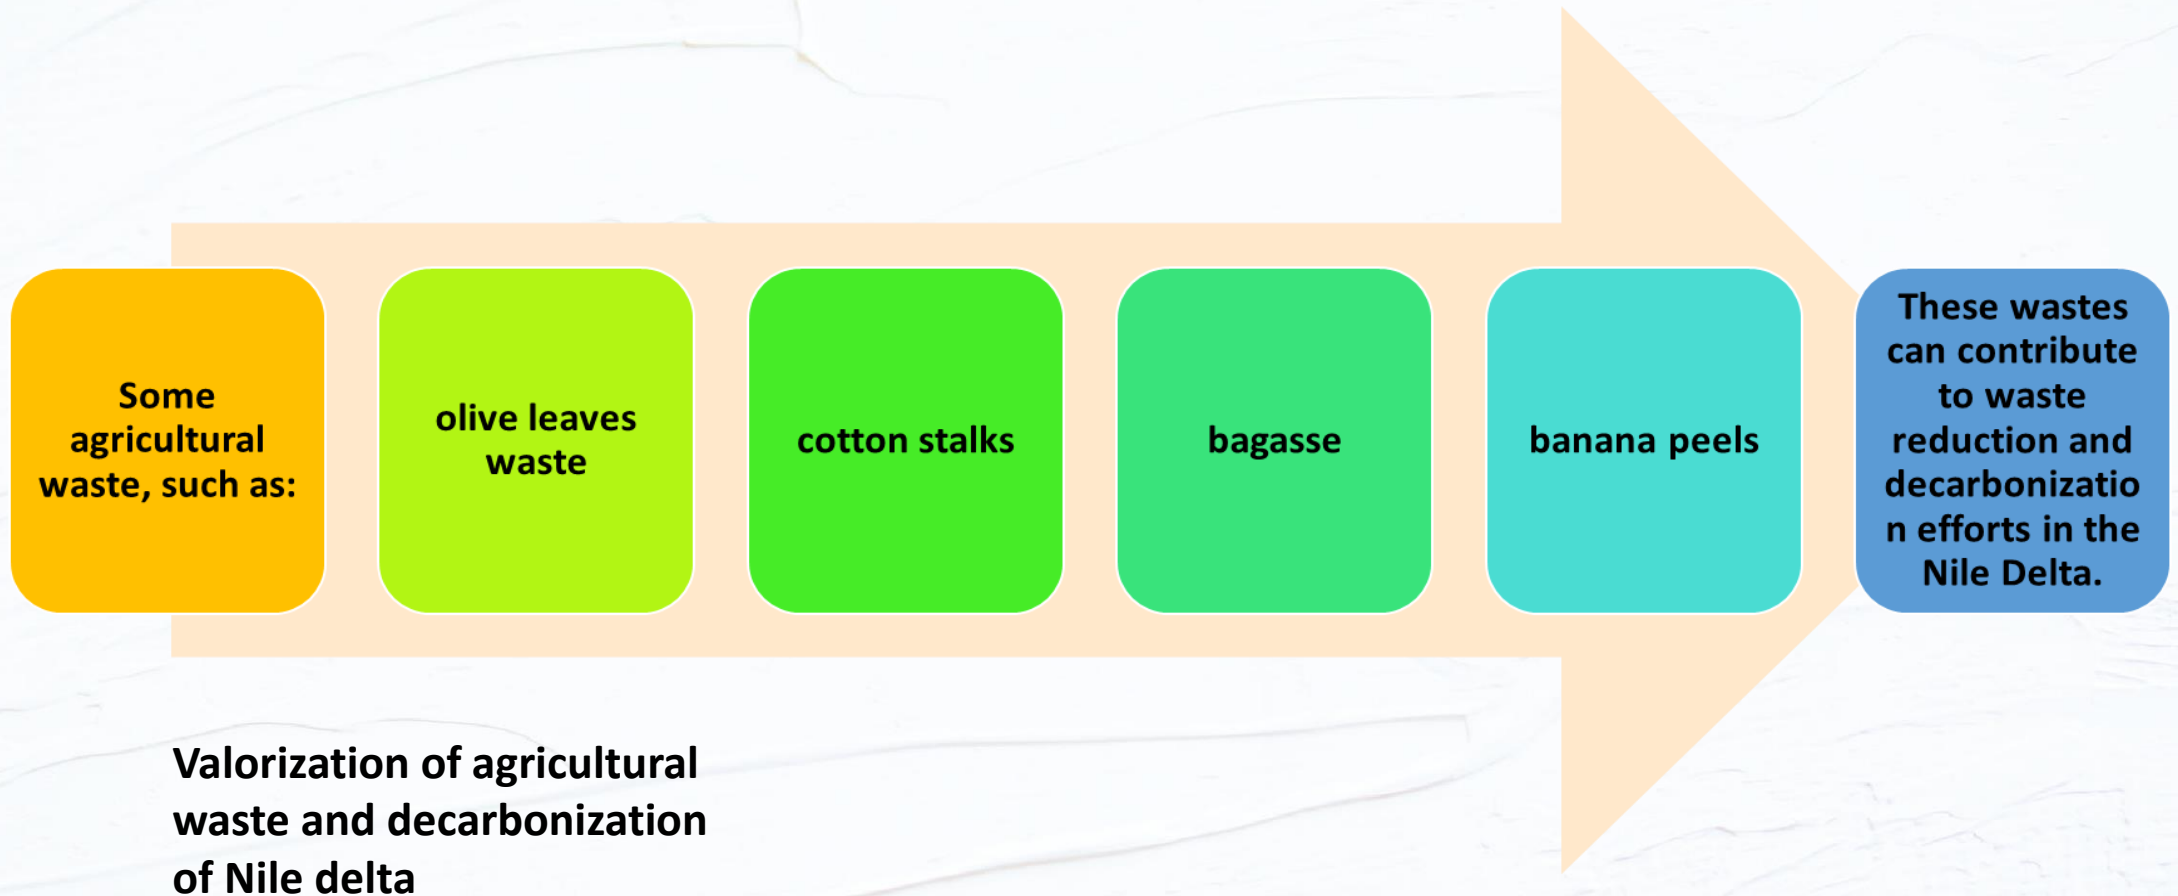 Some
agricultural
waste, such as:
olive leaves
waste
cotton stalks
bagasse
banana peels
These wastes
can contribute
to waste
reduction and
decarbonizatio
n efforts in the
Nile Delta.
Valorization of agricultural
waste and decarbonization
of Nile delta